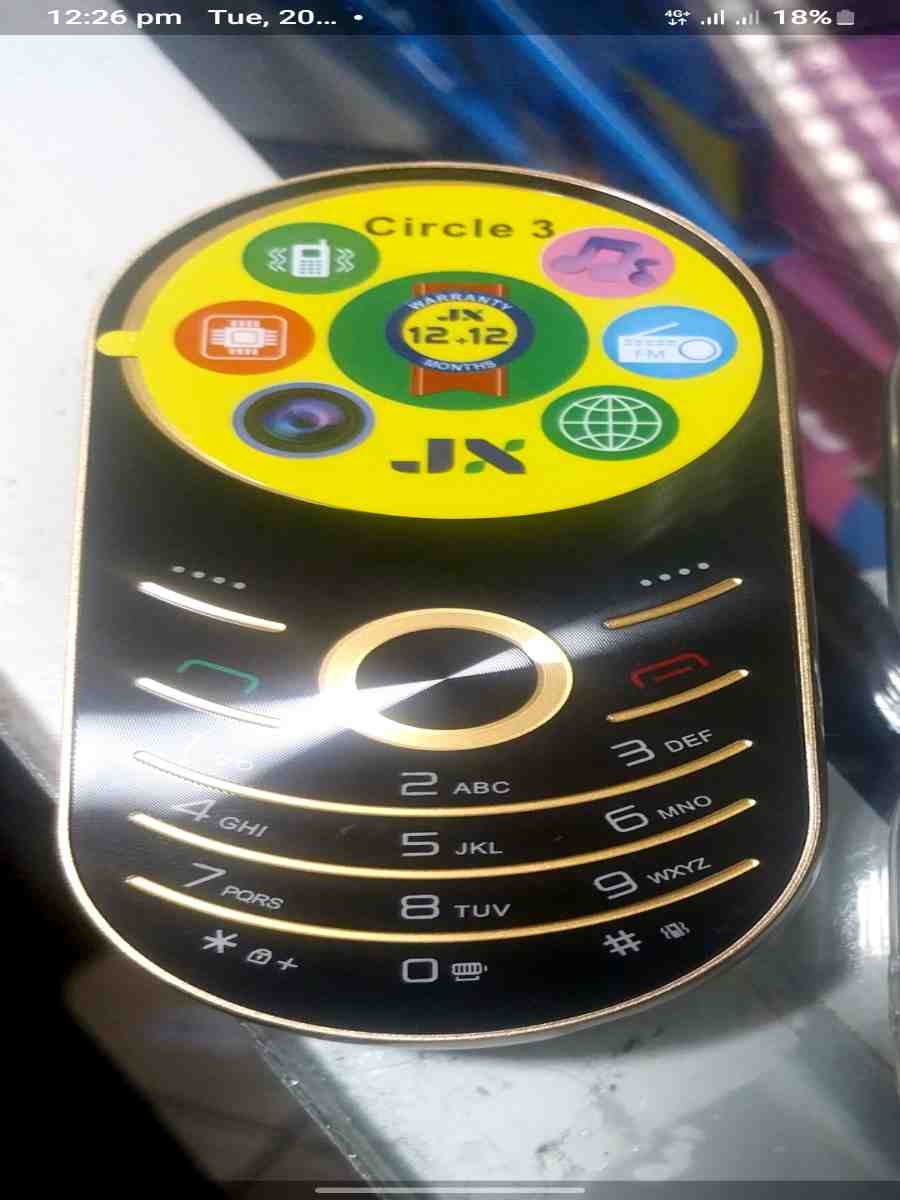 12:26 pm Tue, 20... • 4G+ 18%
Circle 3
WARRANTY
JX
12+12
MONTHS
FM
JX
2 ABC
3 DEF
4 GHI
5 JKL
6 MNO
7 PQRS
8 TUV
9 WXYZ
* +
0
#